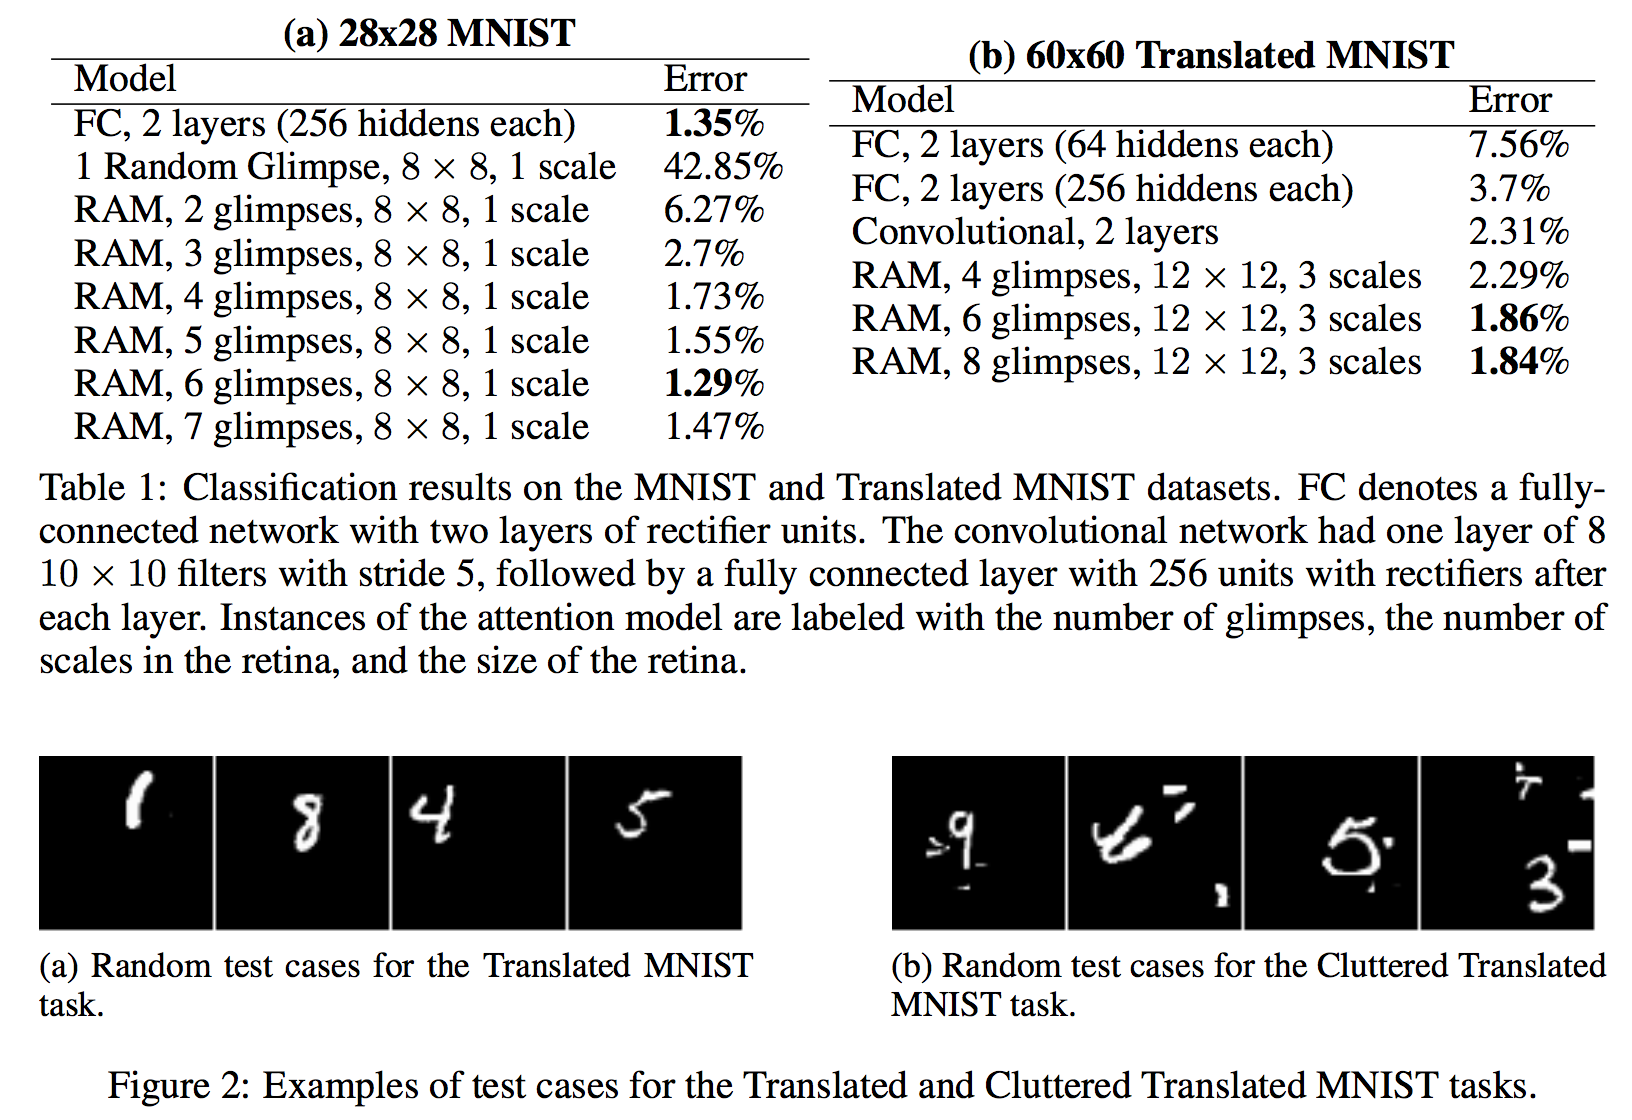 (a) 28x28 MNIST
Model Error
FC, 2 layers (256 hiddens each) 1.35%
1 Random Glimpse, 8 × 8, 1 scale 42.85%
RAM, 2 glimpses, 8 × 8, 1 scale 6.27%
RAM, 3 glimpses, 8 × 8, 1 scale 2.7%
RAM, 4 glimpses, 8 × 8, 1 scale 1.73%
RAM, 5 glimpses, 8 × 8, 1 scale 1.55%
RAM, 6 glimpses, 8 × 8, 1 scale 1.29%
RAM, 7 glimpses, 8 × 8, 1 scale 1.47%
(b) 60x60 Translated MNIST
Model Error
FC, 2 layers (64 hiddens each) 7.56%
FC, 2 layers (256 hiddens each) 3.7%
Convolutional, 2 layers 2.31%
RAM, 4 glimpses, 12 × 12, 3 scales 2.29%
RAM, 6 glimpses, 12 × 12, 3 scales 1.86%
RAM, 8 glimpses, 12 × 12, 3 scales 1.84%
Table 1: Classification results on the MNIST and Translated MNIST datasets. FC denotes a fully-
connected network with two layers of rectifier units. The convolutional network had one layer of 8
10 × 10 filters with stride 5, followed by a fully connected layer with 256 units with rectifiers after
each layer. Instances of the attention model are labeled with the number of glimpses, the number of
scales in the retina, and the size of the retina.
1 8 4 5
(a) Random test cases for the Translated MNIST
task.
9 6 5 3
(b) Random test cases for the Cluttered Translated
MNIST task.
Figure 2: Examples of test cases for the Translated and Cluttered Translated MNIST tasks.